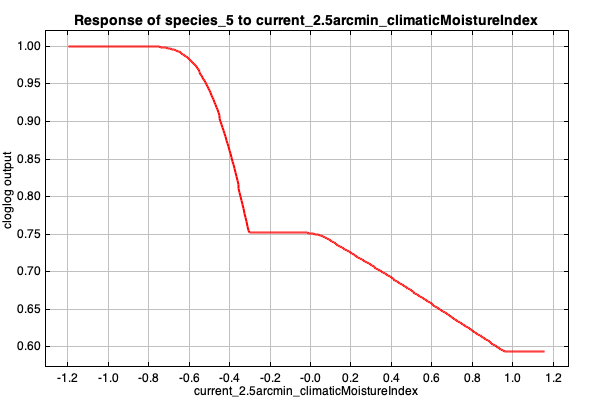 Response of species_5 to current_2.5arcmin_climaticMoistureIndex
1.00
0.95
0.90
0.85
0.80
0.75
0.70
0.65
0.60
cloglog output
-1.2 -1.0 -0.8 -0.6 -0.4 -0.2 -0.0 0.2 0.4 0.6 0.8 1.0 1.2
current_2.5arcmin_climaticMoistureIndex